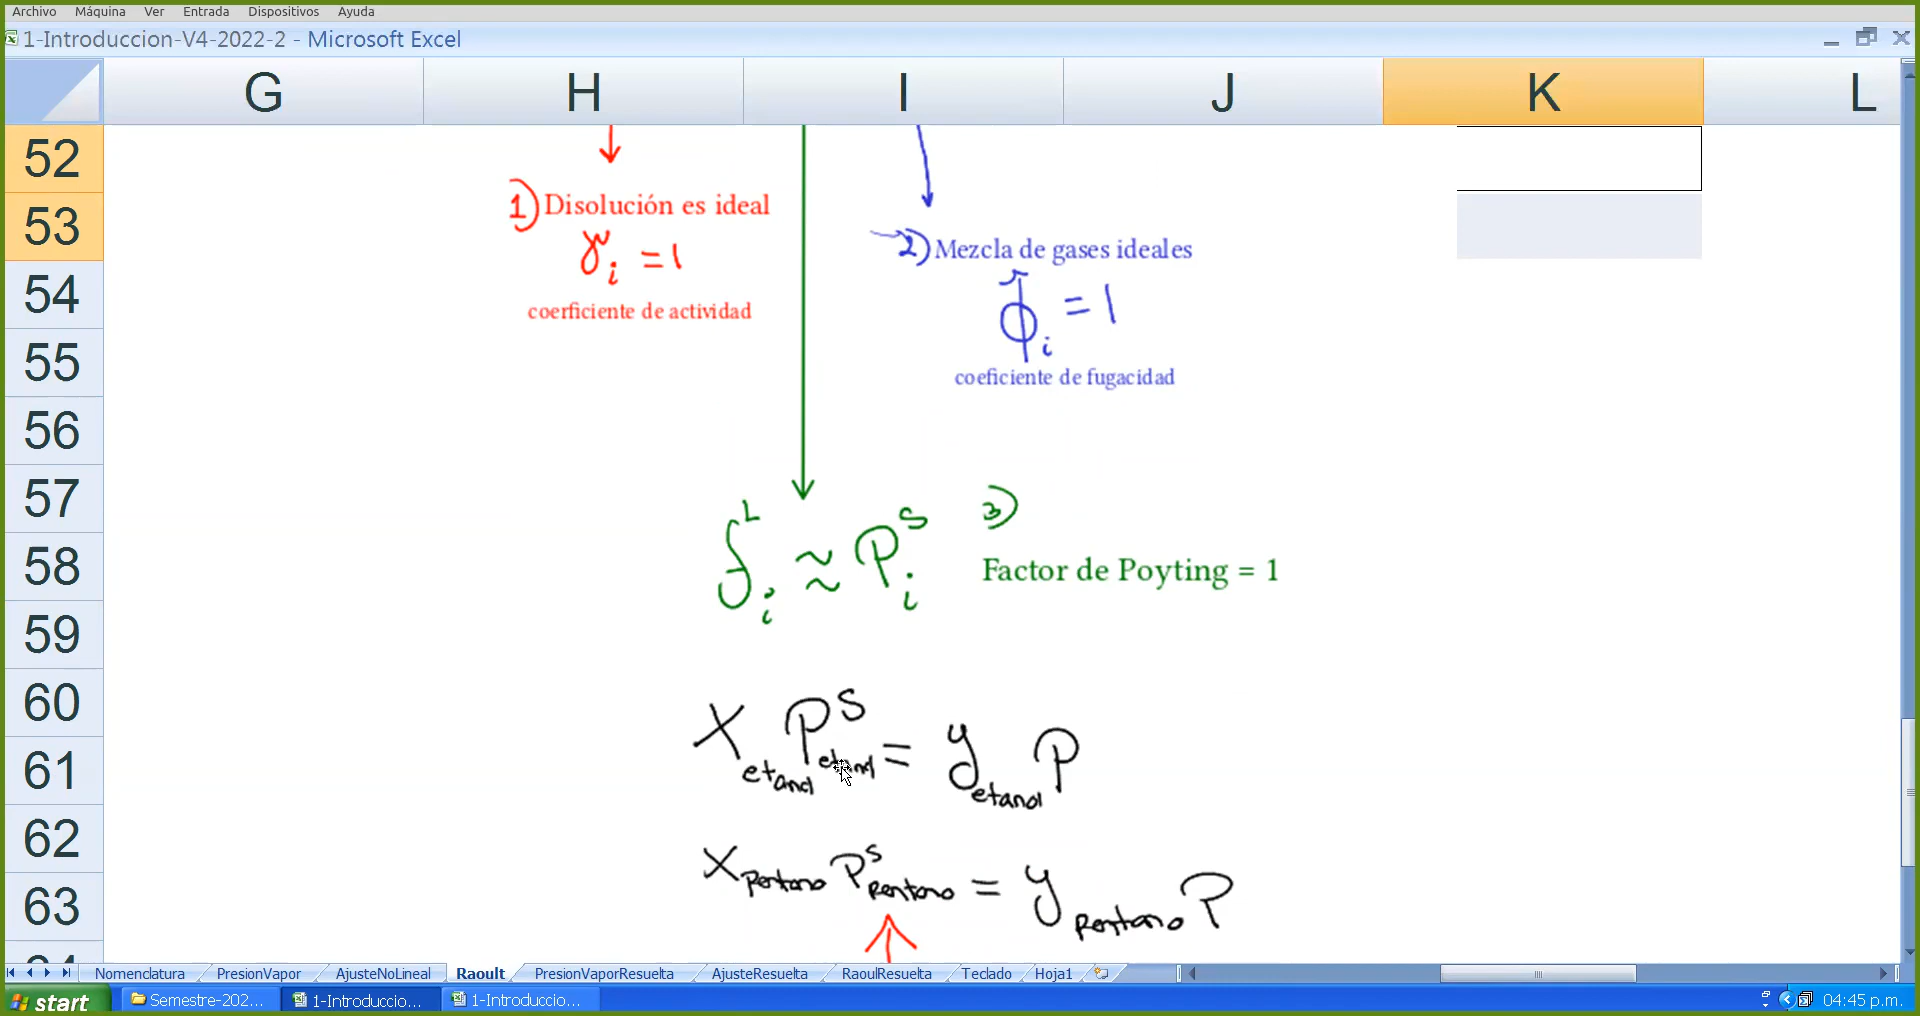 Archivo Máquina Ver Entrada Dispositivos Ayuda
1-Introduccion-V4-2022-2 - Microsoft Excel
G H I J K L
52
53
1) Disolución es ideal
2) Mezcla de gases ideales
γi = 1
54
coerficiente de actividad
φ̂i = 1
55
coeficiente de fugacidad
56
57
3)
58
fiL ≈ PiS
Factor de Poyting = 1
59
60
61
Xetanol PSetanol = yetanol P
62
63
Xpentano PSpentano = ypentano P
64
Nomenclatura PresionVapor AjusteNoLineal Raoult PresionVaporResuelta AjusteResuelta RaoulResuelta Teclado Hoja1
start Semestre-202... 1-Introduccio... 1-Introduccio... 04:45 p.m.